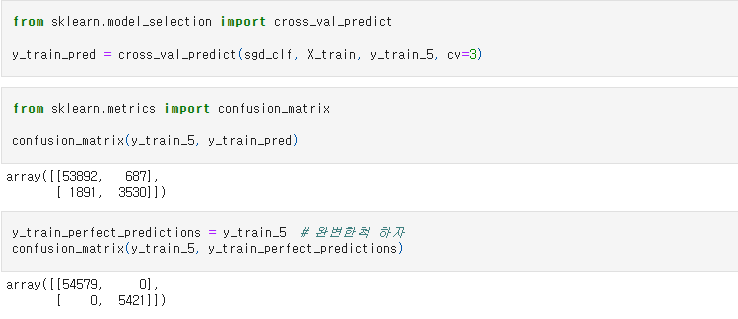 from sklearn.model_selection import cross_val_predict
y_train_pred = cross_val_predict(sgd_clf, X_train, y_train_5, cv=3)
from sklearn.metrics import confusion_matrix
confusion_matrix(y_train_5, y_train_pred)
array([[53892,   687],
       [ 1891,  3530]])
y_train_perfect_predictions = y_train_5  # 완변한척 하자
confusion_matrix(y_train_5, y_train_perfect_predictions)
array([[54579,     0],
       [    0,  5421]])